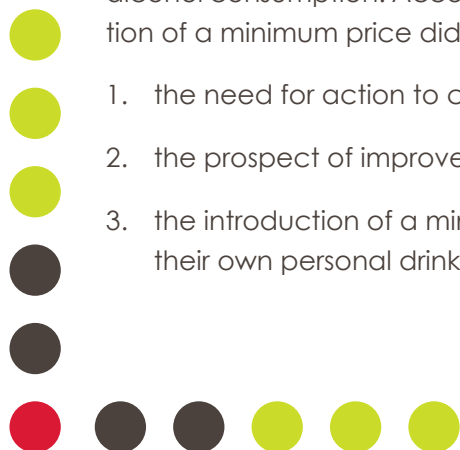 tion of a minimum price did
1. the need for action to
2. the prospect of improve
3. the introduction of a
their own personal drink